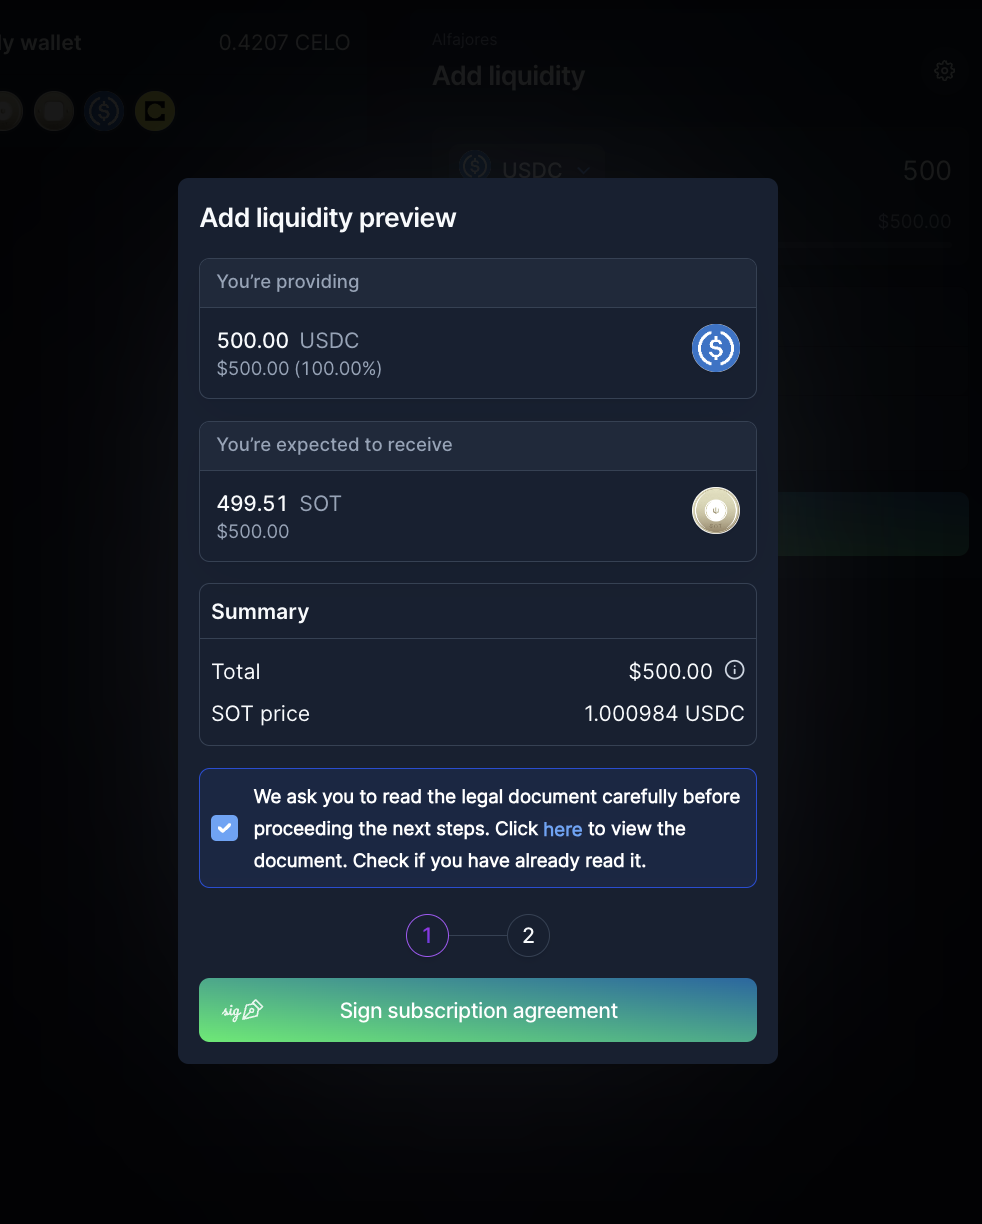 ly wallet
0.4207 CELO
Alfajores
Add liquidity
USDC
500
$500.00
Add liquidity preview
You’re providing
500.00 USDC
$500.00 (100.00%)
You’re expected to receive
499.51 SOT
$500.00
Summary
Total $500.00
SOT price 1.000984 USDC
We ask you to read the legal document carefully before
proceeding the next steps. Click here to view the
document. Check if you have already read it.
1 2
sig Sign subscription agreement